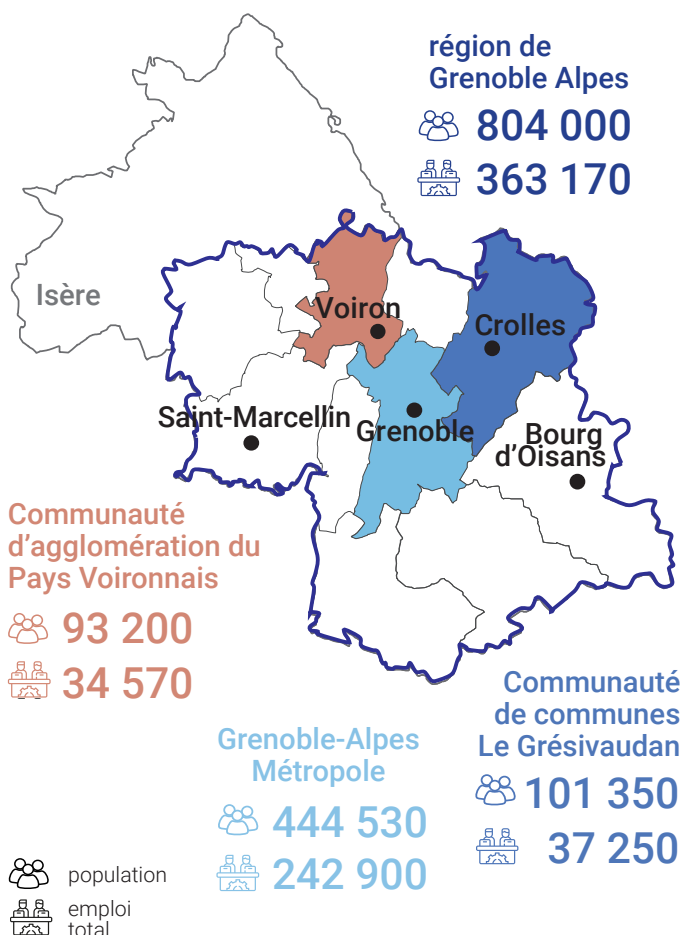 région de
Grenoble Alpes
804 000
363 170
Isère
Voiron
Crolles
Saint-Marcellin
Grenoble
Bourg
d'Oisans
Communauté
d'agglomération du
Pays Voironnais
93 200
34 570
Communauté
de communes
Le Grésivaudan
101 350
37 250
Grenoble-Alpes
Métropole
444 530
242 900
population
emploi
total